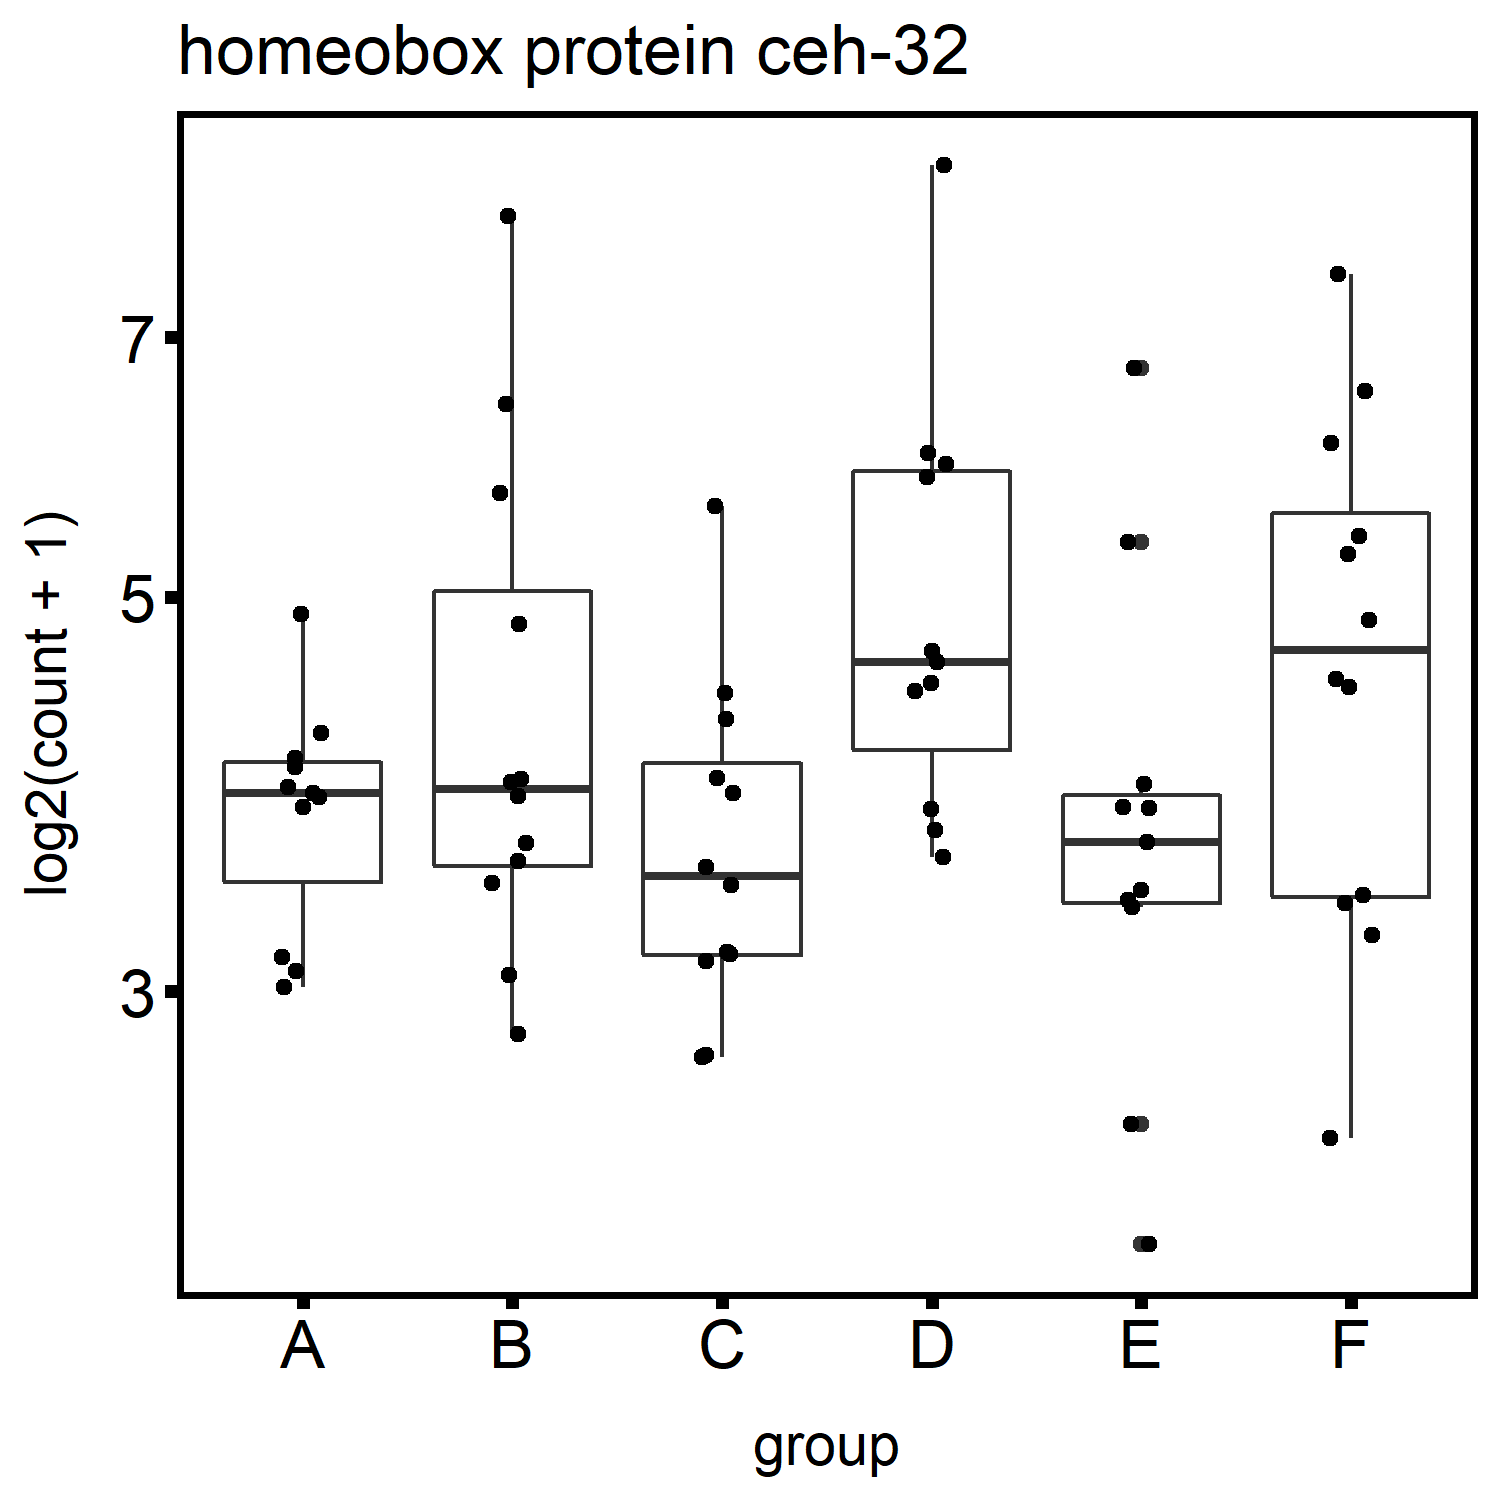 homeobox protein ceh-32
log2(count + 1)
7
5
3
A B C D E F
group